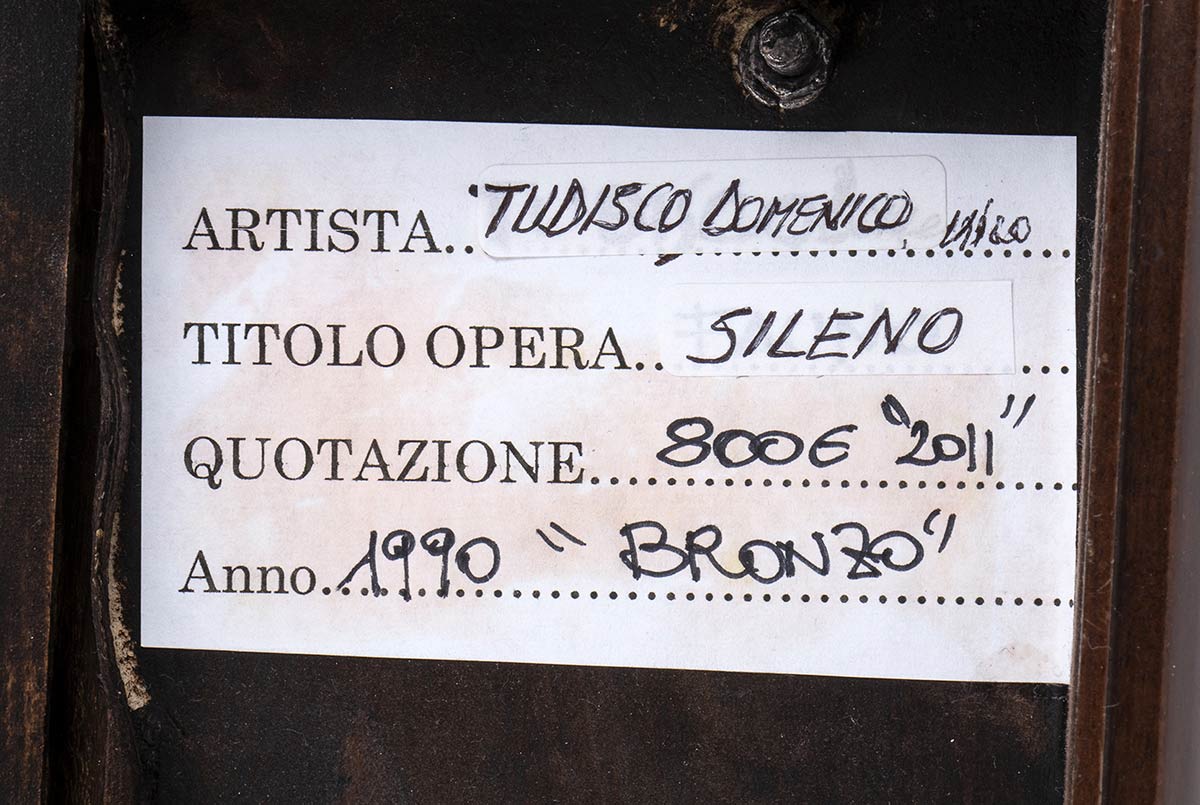 ARTISTA.. TUDISCO DOMENICO
TITOLO OPERA.. SILENO ...
QUOTAZIONE.... 800€ "2011"
Anno.... 1990 "BRONZO"